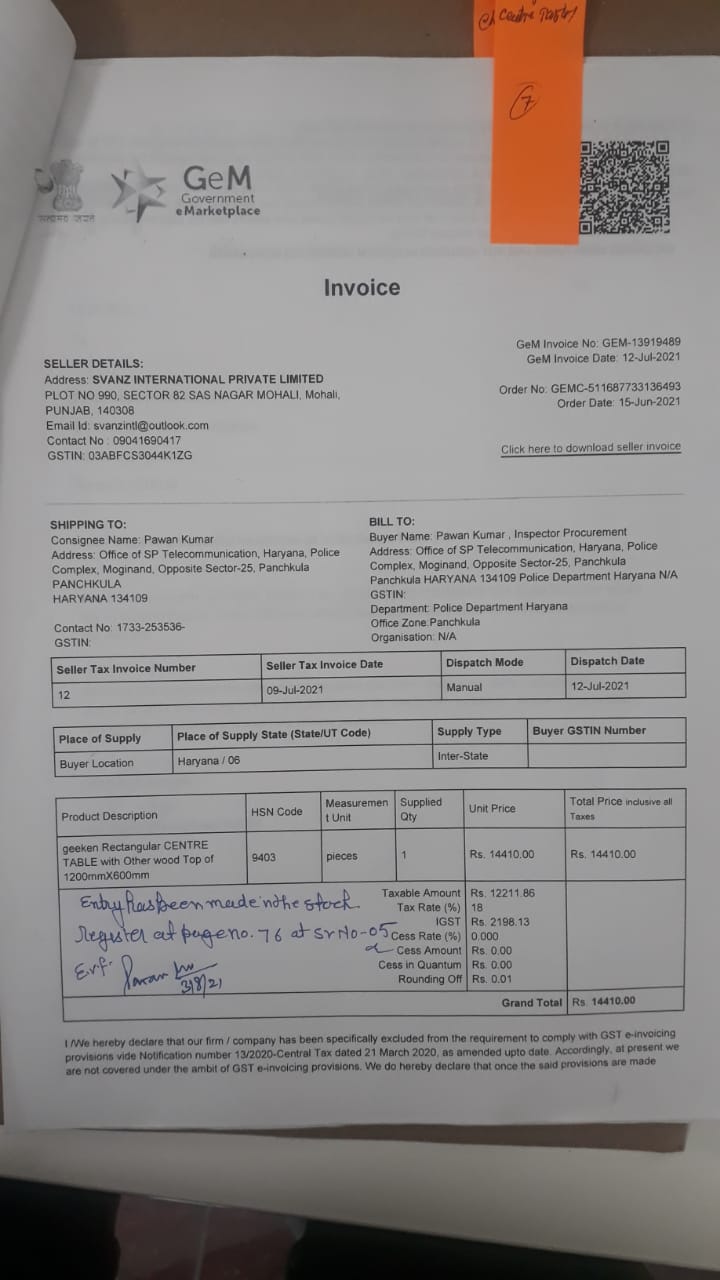 Centre
7
सत्यमेव जयते
GeM
Government
eMarketplace
Invoice
GeM Invoice No: GEM-13919489
GeM Invoice Date: 12-Jul-2021
Order No: GEMC-511687733136493
Order Date: 15-Jun-2021
Click here to download seller invoice
SELLER DETAILS:
Address: SVANZ INTERNATIONAL PRIVATE LIMITED
PLOT NO 990, SECTOR 82 SAS NAGAR MOHALI, Mohali,
PUNJAB, 140308
Email Id: svanzintl@outlook.com
Contact No : 09041690417
GSTIN: 03ABFCS3044K1ZG
SHIPPING TO:
Consignee Name: Pawan Kumar
Address: Office of SP Telecommunication, Haryana, Police
Complex, Moginand, Opposite Sector-25, Panchkula
PANCHKULA
HARYANA 134109
Contact No: 1733-253536-
GSTIN:
BILL TO:
Buyer Name: Pawan Kumar , Inspector Procurement
Address: Office of SP Telecommunication, Haryana, Police
Complex, Moginand, Opposite Sector-25, Panchkula
Panchkula HARYANA 134109 Police Department Haryana N/A
GSTIN:
Department: Police Department Haryana
Office Zone:Panchkula
Organisation: N/A
Seller Tax Invoice Number Seller Tax Invoice Date Dispatch Mode Dispatch Date
12 09-Jul-2021 Manual 12-Jul-2021
Place of Supply Place of Supply State (State/UT Code) Supply Type Buyer GSTIN Number
Buyer Location Haryana / 06 Inter-State
Product Description HSN Code Measuremen t Unit Supplied Qty Unit Price Total Price inclusive all Taxes
geeken Rectangular CENTRE
TABLE with Other wood Top of
1200mmX600mm
9403 pieces 1 Rs. 14410.00 Rs. 14410.00
Taxable Amount Rs. 12211.86
Tax Rate (%) 18
IGST Rs. 2198.13
Cess Rate (%) 0.000
Cess Amount Rs. 0.00
Cess in Quantum Rs. 0.00
Rounding Off Rs. 0.01
Entry has been made in the stock
Register at page no. 76 at Sr No-05
3/8/21
Grand Total Rs. 14410.00
I /We hereby declare that our firm / company has been specifically excluded from the requirement to comply with GST e-invoicing
provisions vide Notification number 13/2020-Central Tax dated 21 March 2020, as amended upto date. Accordingly, at present we
are not covered under the ambit of GST e-invoicing provisions. We do hereby declare that once the said provisions are made